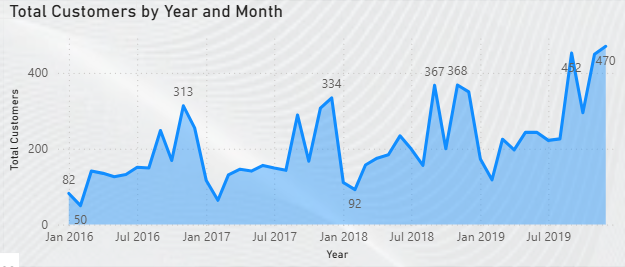 Total Customers by Year and Month
Total Customers
400
200
0
82
50
313
334
92
367
368
452
470
Jan 2016
Jul 2016
Jan 2017
Jul 2017
Jan 2018
Jul 2018
Jan 2019
Jul 2019
Year